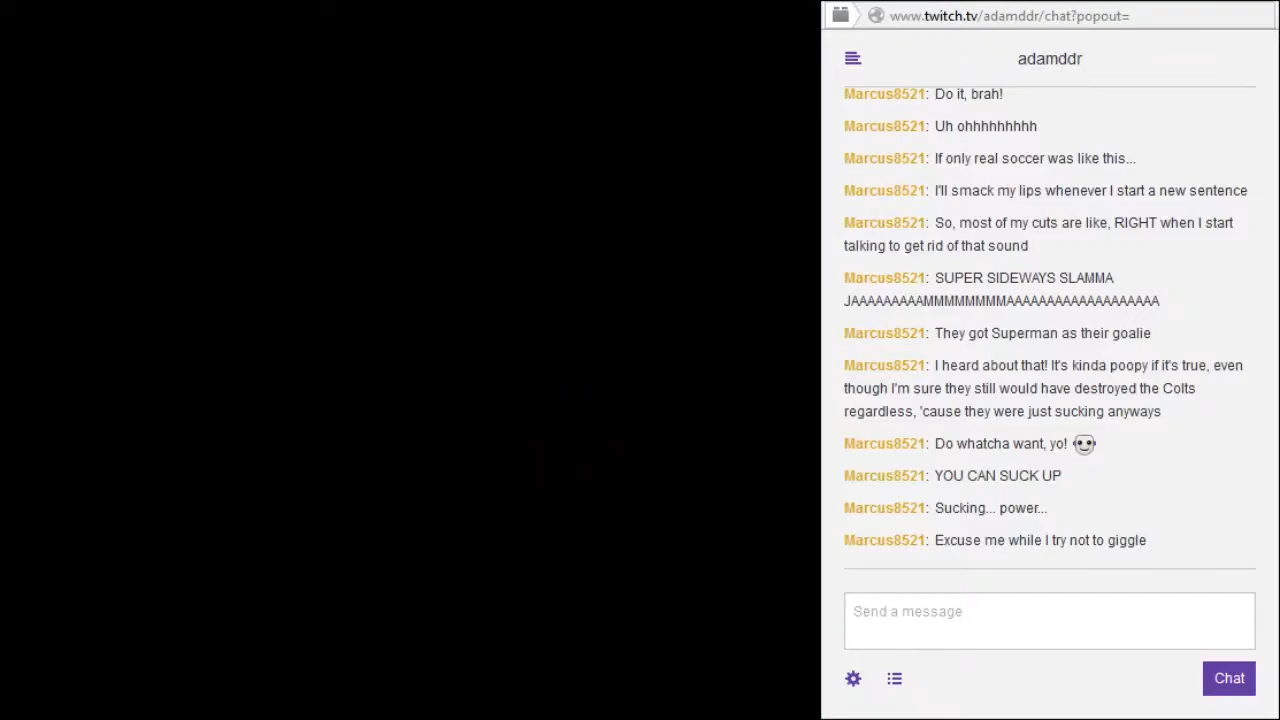 www.twitch.tv/adamddr/chat?popout=
adamddr
Marcus8521: Do it, brah!
Marcus8521: Uh ohhhhhhhhh
Marcus8521: If only real soccer was like this...
Marcus8521: I'll smack my lips whenever I start a new sentence
Marcus8521: So, most of my cuts are like, RIGHT when I start
talking to get rid of that sound
Marcus8521: SUPER SIDEWAYS SLAMMA
JAAAAAAAAAMMMMMMMMAAAAAAAAAAAAAAAAAAA
Marcus8521: They got Superman as their goalie
Marcus8521: I heard about that! It's kinda poopy if it's true, even
though I'm sure they still would have destroyed the Colts
regardless, 'cause they were just sucking anyways
Marcus8521: Do whatcha want, yo!
Marcus8521: YOU CAN SUCK UP
Marcus8521: Sucking... power...
Marcus8521: Excuse me while I try not to giggle
Send a message
Chat